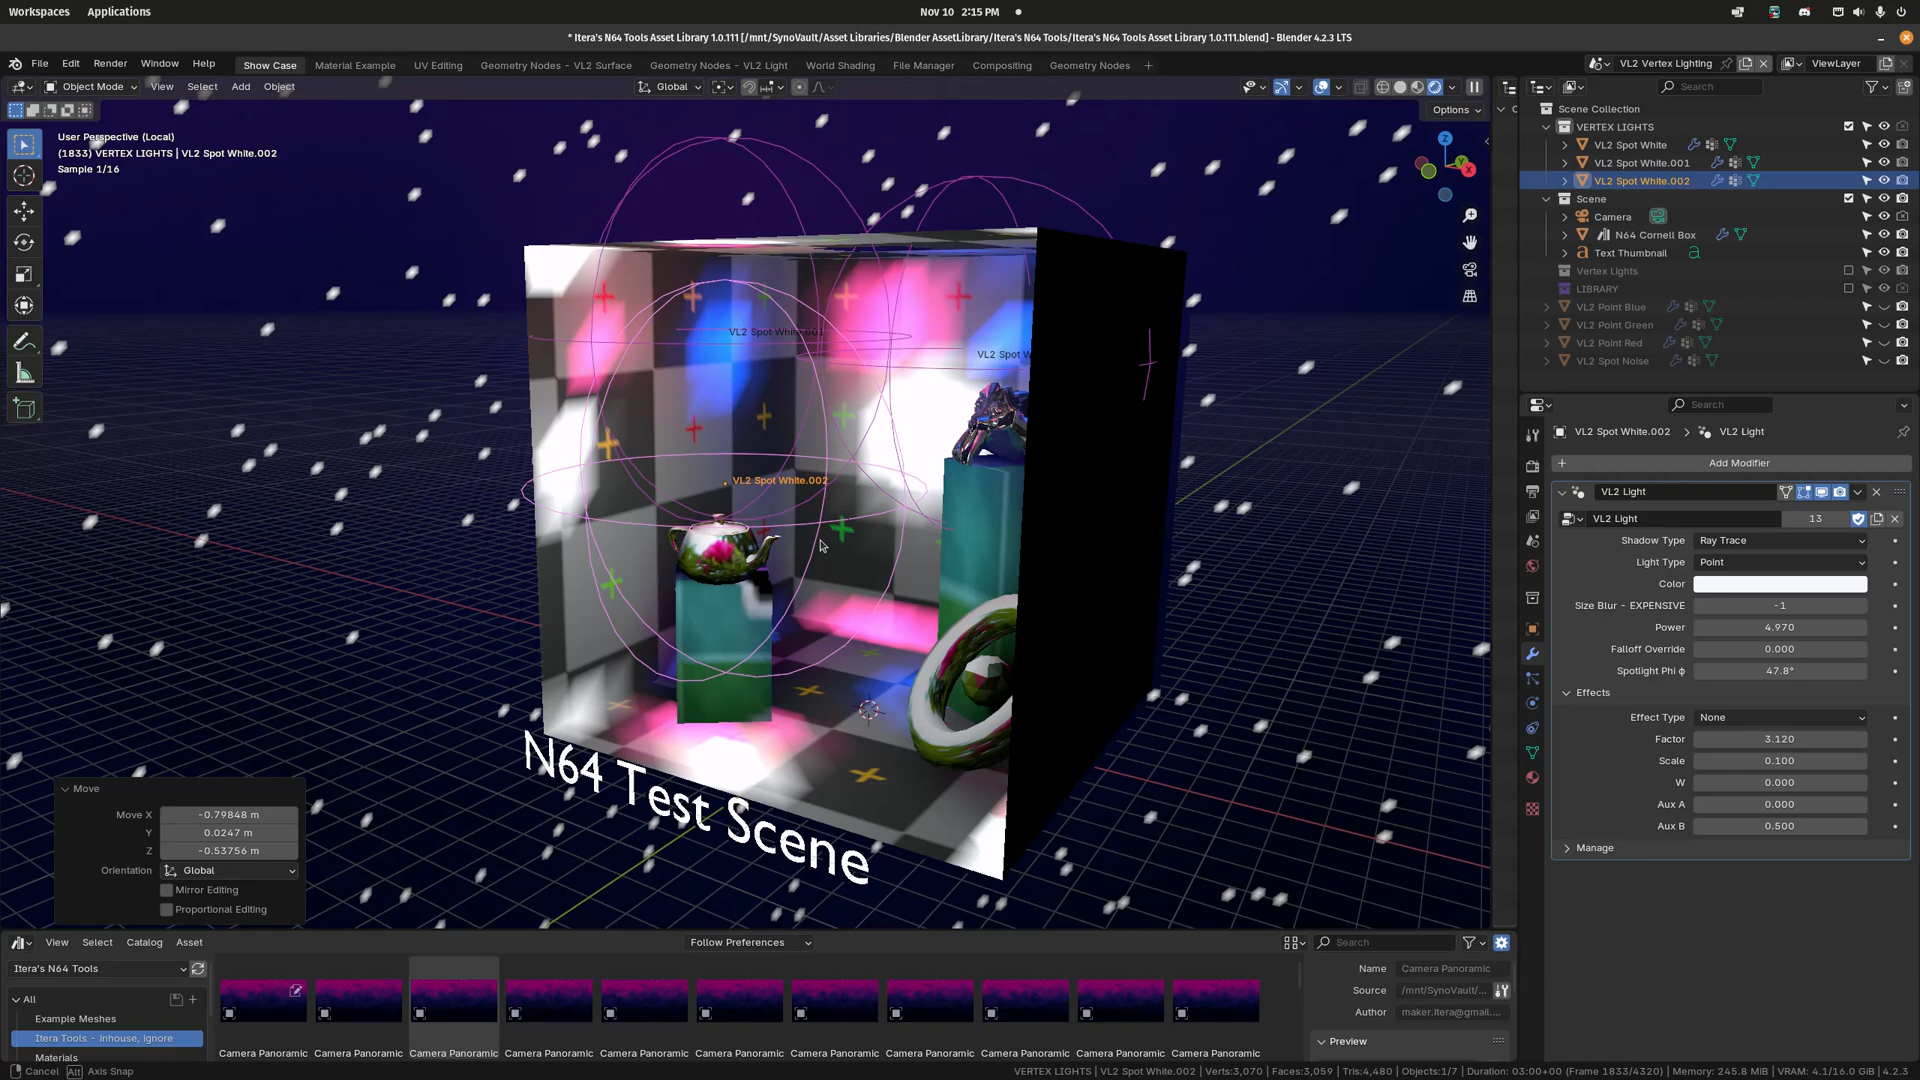 Workspaces Applications Nov 10 2:15 PM
* Itera's N64 Tools Asset Library 1.0.111 [/mnt/SynoVault/Asset Libraries/Blender AssetLibrary/Itera's N64 Tools/Itera's N64 Tools Asset Library 1.0.111.blend] - Blender 4.2.3 LTS
File Edit Render Window Help Show Case Material Example UV Editing Geometry Nodes - VL2 Surface Geometry Nodes - VL2 Light World Shading File Manager Compositing Geometry Nodes + VL2 Vertex Lighting ViewLayer
Object Mode View Select Add Object Global Search
Options
User Perspective (Local)
(1833) VERTEX LIGHTS | VL2 Spot White.002
Sample 1/16
Z
Y
X
Scene Collection
VERTEX LIGHTS
VL2 Spot White
VL2 Spot White.001
VL2 Spot White.002
Scene
Camera
N64 Cornell Box
Text Thumbnail
Vertex Lights
LIBRARY
VL2 Point Blue
VL2 Point Green
VL2 Point Red
VL2 Spot Noise
VL2 Spot White.001
VL2 Spot W
VL2 Spot White.002
N64 Test Scene
Search
VL2 Spot White.002 > VL2 Light
+ Add Modifier
VL2 Light
VL2 Light 13
Shadow Type Ray Trace
Light Type Point
Color
Size Blur - EXPENSIVE -1
Power 4.970
Falloff Override 0.000
Spotlight Phi ϕ 47.8°
Effects
Effect Type None
Factor 3.120
Scale 0.100
W 0.000
Aux A 0.000
Aux B 0.500
Manage
Move
Move X -0.79848 m
Y 0.0247 m
Z -0.53756 m
Orientation Global
Mirror Editing
Proportional Editing
View Select Catalog Asset Follow Preferences Search
Itera's N64 Tools
All
Example Meshes
Itera Tools - Inhouse, Ignore
Materials
Camera Panoramic Camera Panoramic Camera Panoramic Camera Panoramic Camera Panoramic Camera Panoramic Camera Panoramic Camera Panoramic Camera Panoramic Camera Panoramic Camera Panoramic
Name Camera Panoramic
Source /mnt/SynoVault/...
Author maker.itera@gmail....
Preview
Cancel Alt Axis Snap VERTEX LIGHTS | VL2 Spot White.002 | Verts:3,070 | Faces:3,059 | Tris:4,480 | Objects:1/7 | Duration: 03:00+00 (Frame 1833/4320) | Memory: 245.8 MiB | VRAM: 4.1/16.0 GiB | 4.2.3